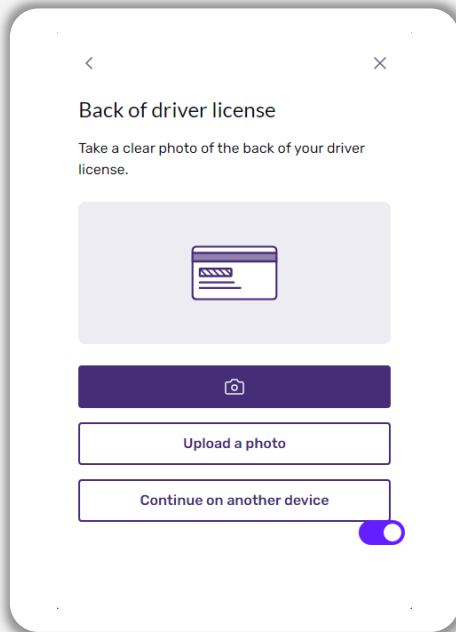 Back of driver license
Take a clear photo of the back of your driver
license.
Upload a photo
Continue on another device